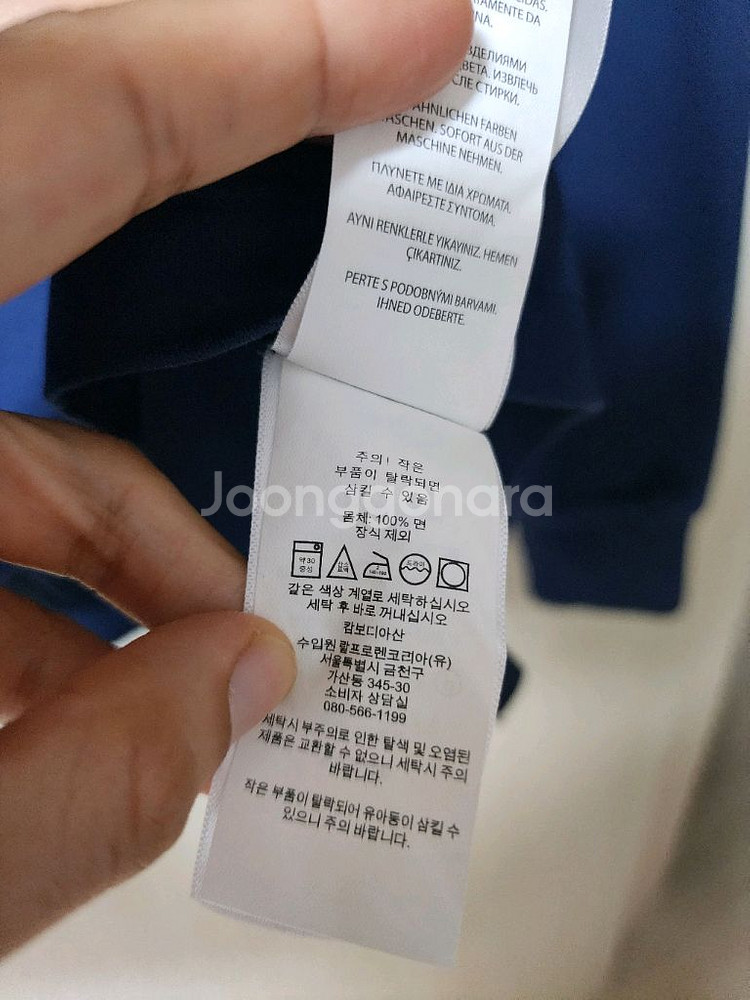 TAMENTE DA
ВЕТА. ИЗВЛЕЧЬ
СТИРКИ.
FARBEN
SOFORT AUS DER
MASCHINE NEHMEN.
ΠΛΥΝΕΤΕ ΜΕ ΙΔΙΑ ΧΡΩΜΑΤΑ.
ΑΦΑΙΡΕΣΤΕ ΣΥΝΤΟΜΑ.
AYNI RENKLERLE YIKAYINIZ. HEMEN
ÇIKARTINIZ.
PERTE S PODOBNÝMI BARVAMI.
IHNED ODEBERTE.
주의! 작은
부품이 탈락되면
삼킬 수 있음
Joonggonara
몸체: 100% 면
장식 제외
약30
중성
드라이
같은 색상 계열로 세탁하십시오
세탁 후 바로 꺼내십시오
캄보디아산
수입원 랄프로렌코리아(유)
서울특별시 금천구
가산동 345-30
소비자 상담실
080-566-1199
세탁시 부주의로 인한 탈색 및 오염된
제품은 교환할 수 없으니 세탁시 주의
바랍니다.
작은 부품이 탈락되어 유아동이 삼킬 수
있으니 주의 바랍니다.